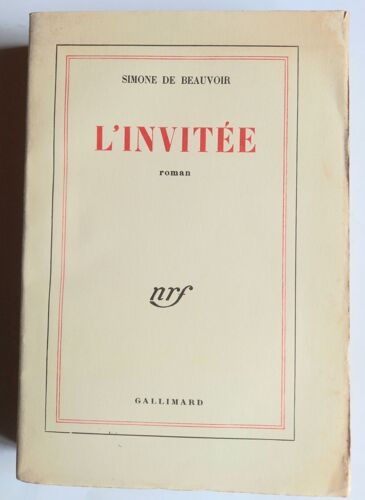 SIMONE DE BEAUVOIR
L'INVITÉE
roman
nrf
GALLIMARD